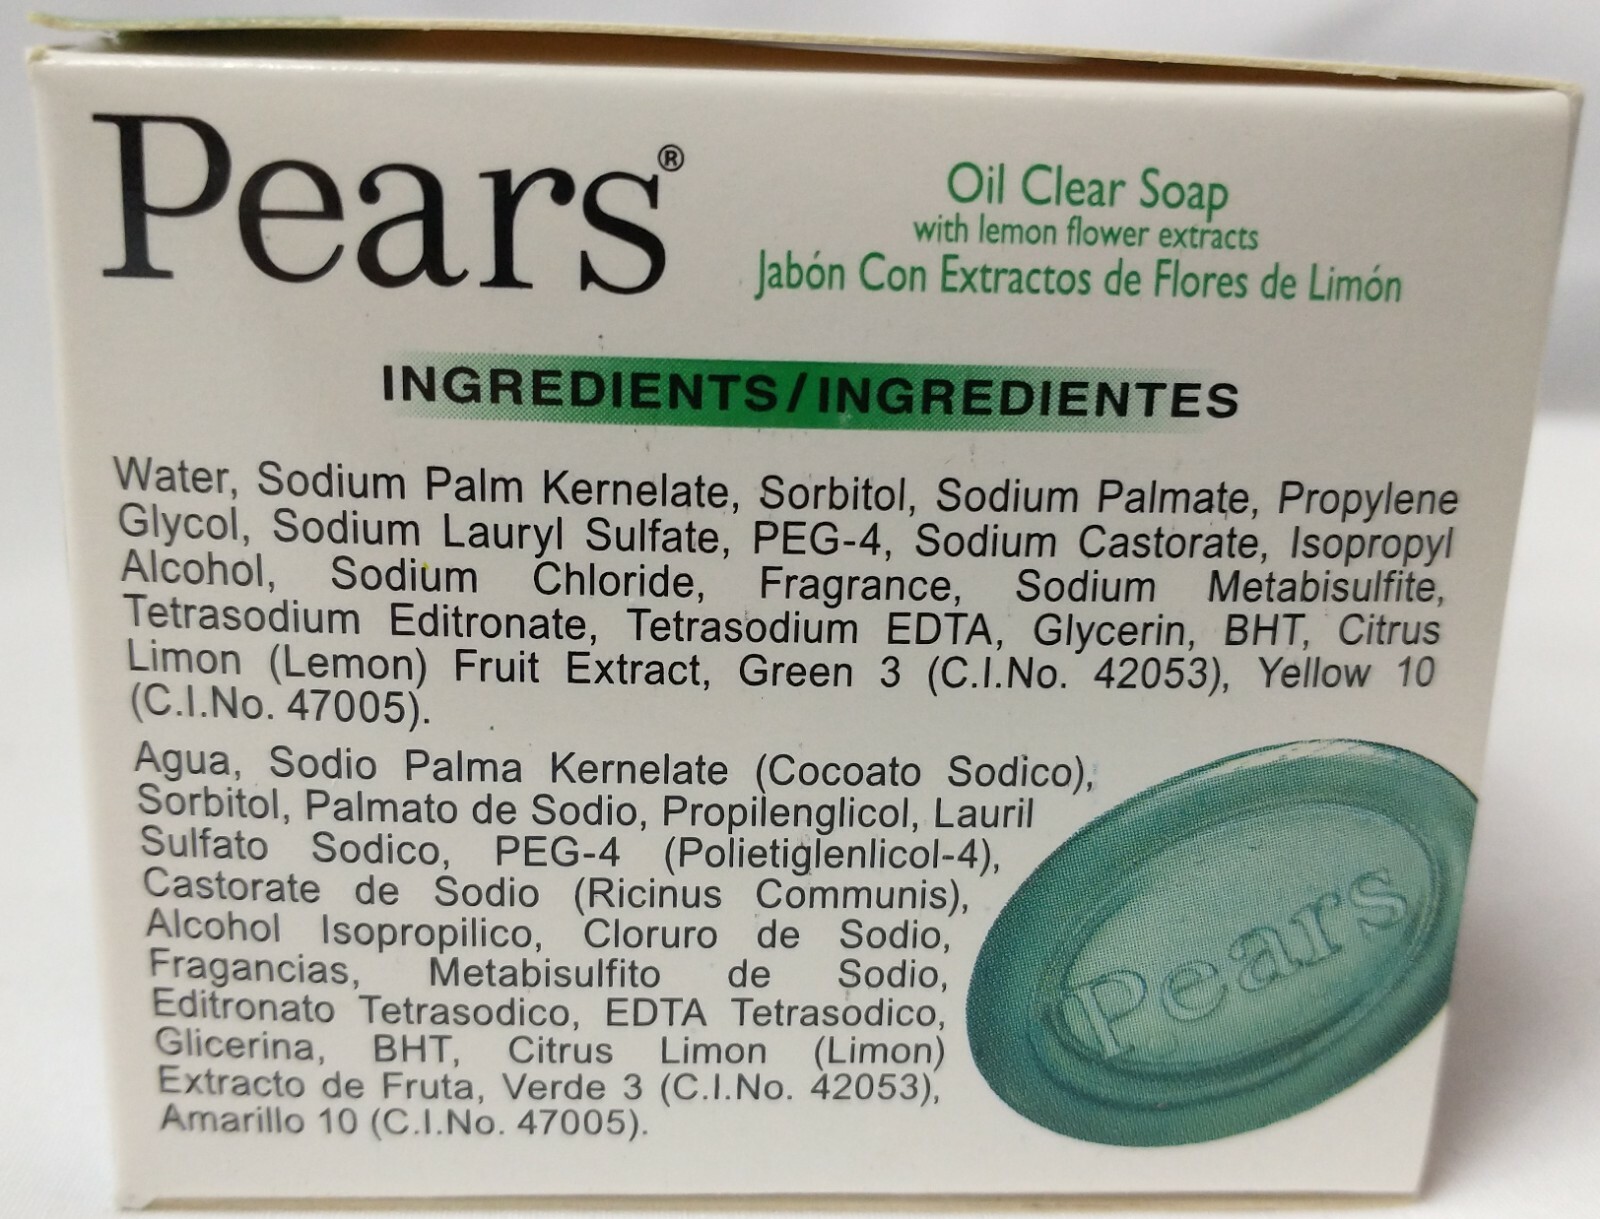 Pears®
Oil Clear Soap
with lemon flower extracts
Jabón Con Extractos de Flores de Limón
INGREDIENTS/INGREDIENTES
Water, Sodium Palm Kernelate, Sorbitol, Sodium Palmate, Propylene
Glycol, Sodium Lauryl Sulfate, PEG-4, Sodium Castorate, Isopropyl
Alcohol, Sodium Chloride, Fragrance, Sodium Metabisulfite,
Tetrasodium Editronate, Tetrasodium EDTA, Glycerin, BHT, Citrus
Limon (Lemon) Fruit Extract, Green 3 (C.I.No. 42053), Yellow 10
(C.I.No. 47005).
Agua, Sodio Palma Kernelate (Cocoato Sodico),
Sorbitol, Palmato de Sodio, Propilenglicol, Lauril
Sulfato Sodico, PEG-4 (Polietiglenlicol-4),
Castorate de Sodio (Ricinus Communis),
Alcohol Isopropilico, Cloruro de Sodio,
Fragancias, Metabisulfito de Sodio,
Editronato Tetrasodico, EDTA Tetrasodico,
Glicerina, BHT, Citrus Limon (Limon)
Extracto de Fruta, Verde 3 (C.I.No. 42053),
Amarillo 10 (C.I.No. 47005).
Pears